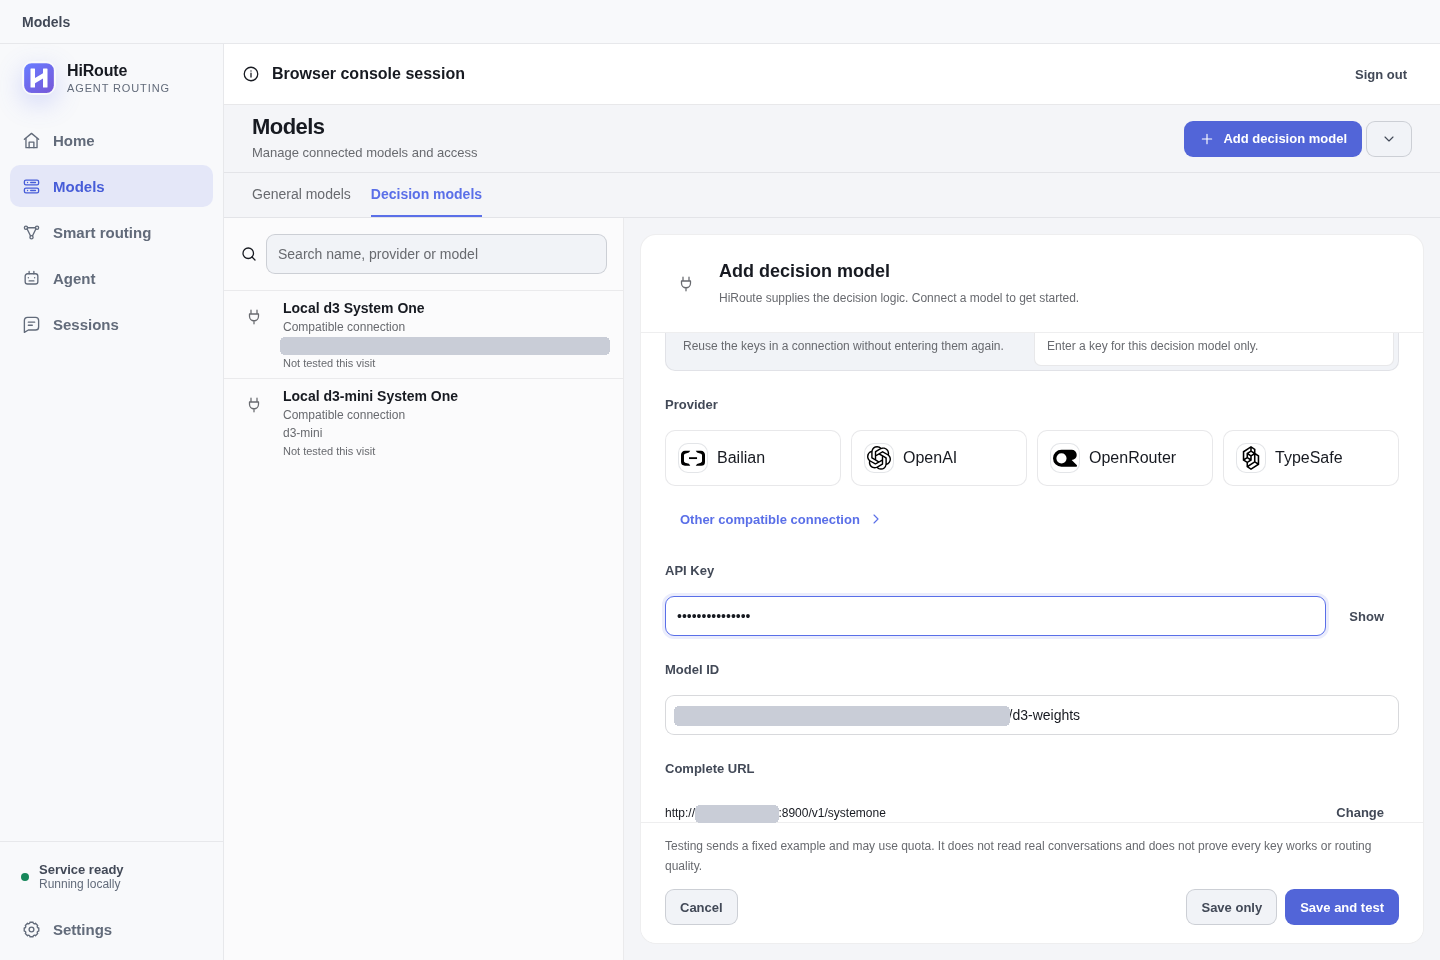 Models
HiRoute
AGENT ROUTING
Home
Models
Smart routing
Agent
Sessions
Service ready
Running locally
Settings
Browser console session
Sign out
Models
Manage connected models and access
Add decision model
General models
Decision models
Search name, provider or model
Local d3 System One
Compatible connection
Not tested this visit
Local d3-mini System One
Compatible connection
d3-mini
Not tested this visit
Add decision model
HiRoute supplies the decision logic. Connect a model to get started.
Reuse the keys in a connection without entering them again.
Enter a key for this decision model only.
Provider
Bailian
OpenAI
OpenRouter
TypeSafe
Other compatible connection
API Key
•••••••••••••••
Show
Model ID
/d3-weights
Complete URL
http://
:8900/v1/systemone
Change
Testing sends a fixed example and may use quota. It does not read real conversations and does not prove every key works or routing
quality.
Cancel
Save only
Save and test